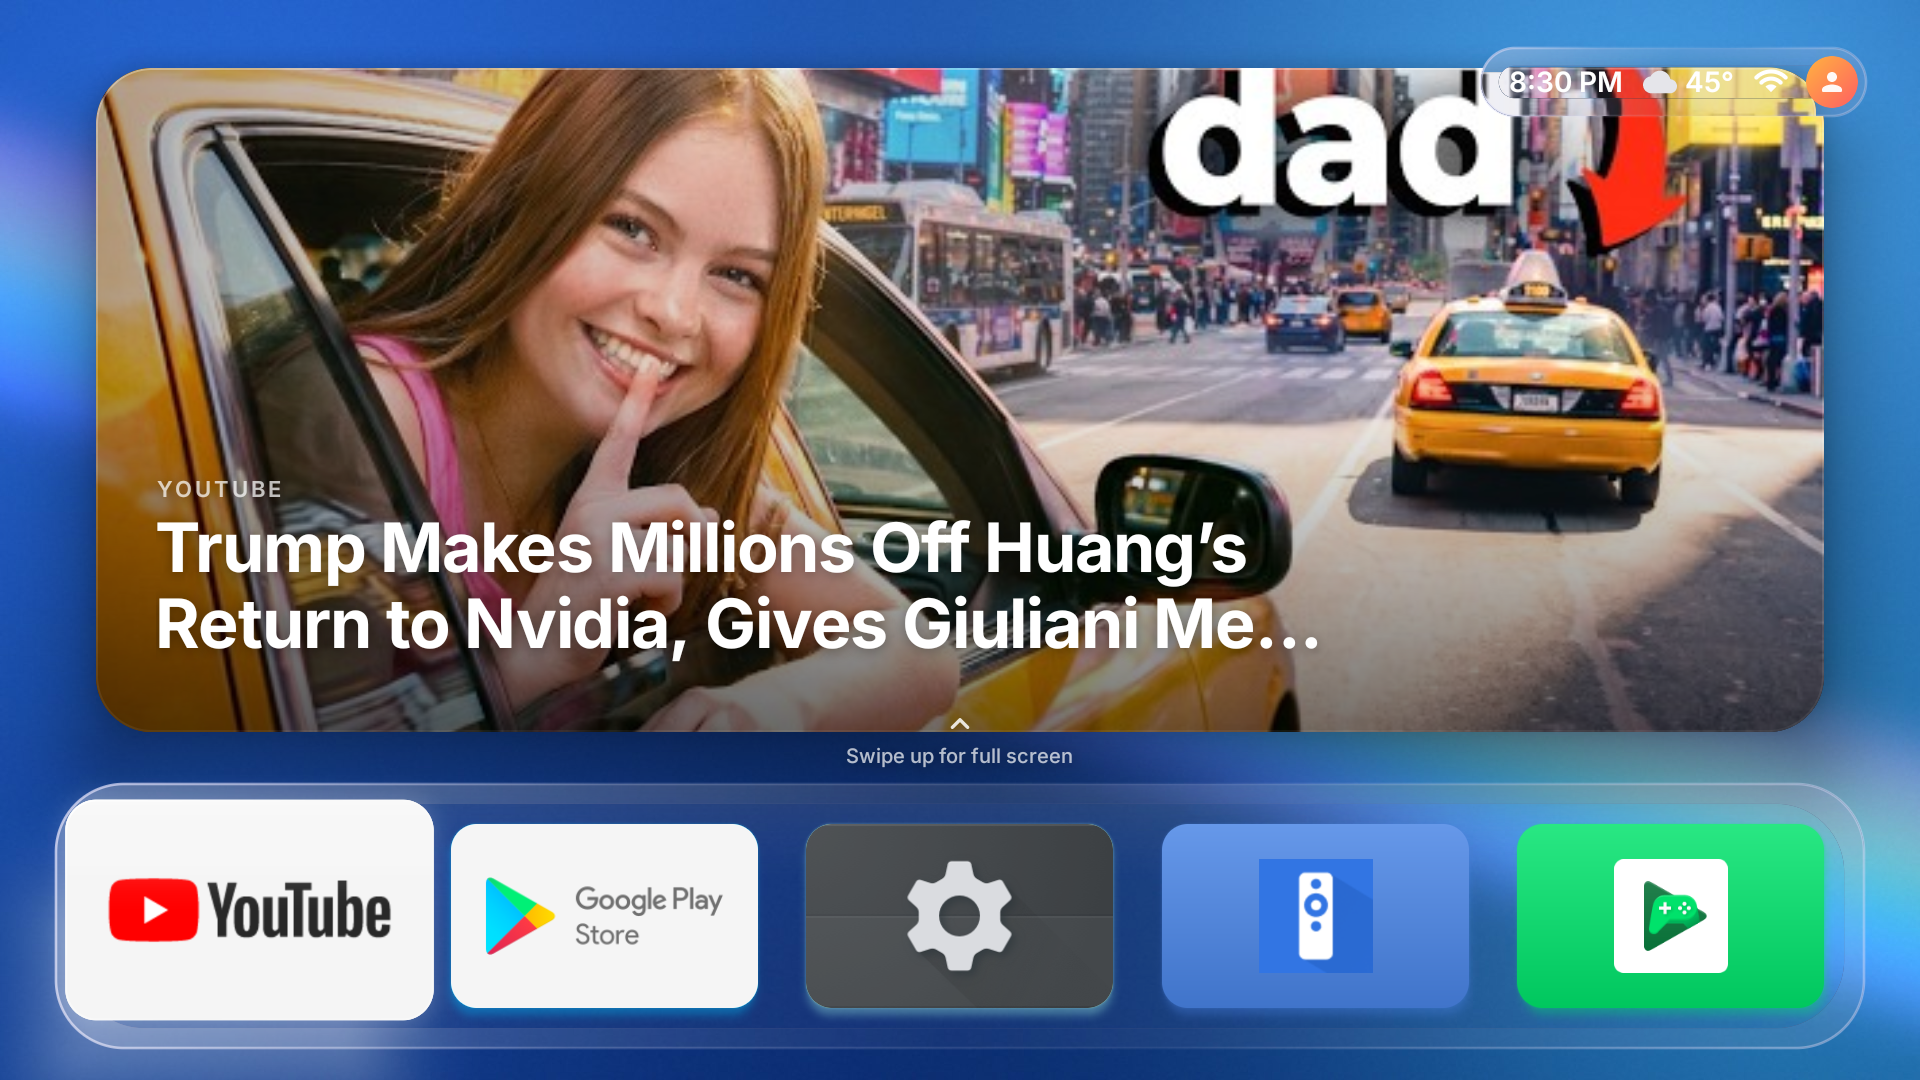 8:30 PM 45°
dad
YOUTUBE
Trump Makes Millions Off Huang’s
Return to Nvidia, Gives Giuliani Me...
Swipe up for full screen
YouTube
Google Play
Store